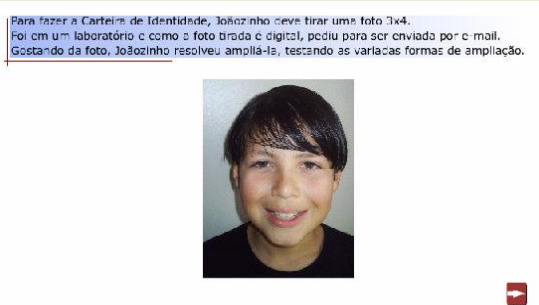 Para fazer a Carteira de Identidade, Joãozinho deve tirar uma foto 3x4.
Foi em um laboratório e como a foto tirada é digital, pediu para ser enviada por e-mail.
Gostando da foto, Joãozinho resolveu ampliá-la, testando as variadas formas de ampliação.